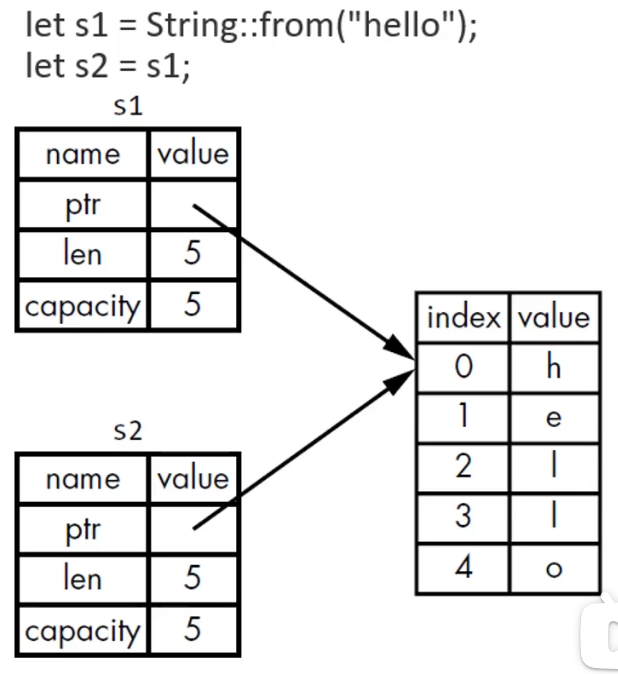 let s1 = String::from("hello");
let s2 = s1;
s1
name value
ptr
len 5
capacity 5
index value
0 h
1 e
2 l
3 l
4 o
s2
name value
ptr
len 5
capacity 5